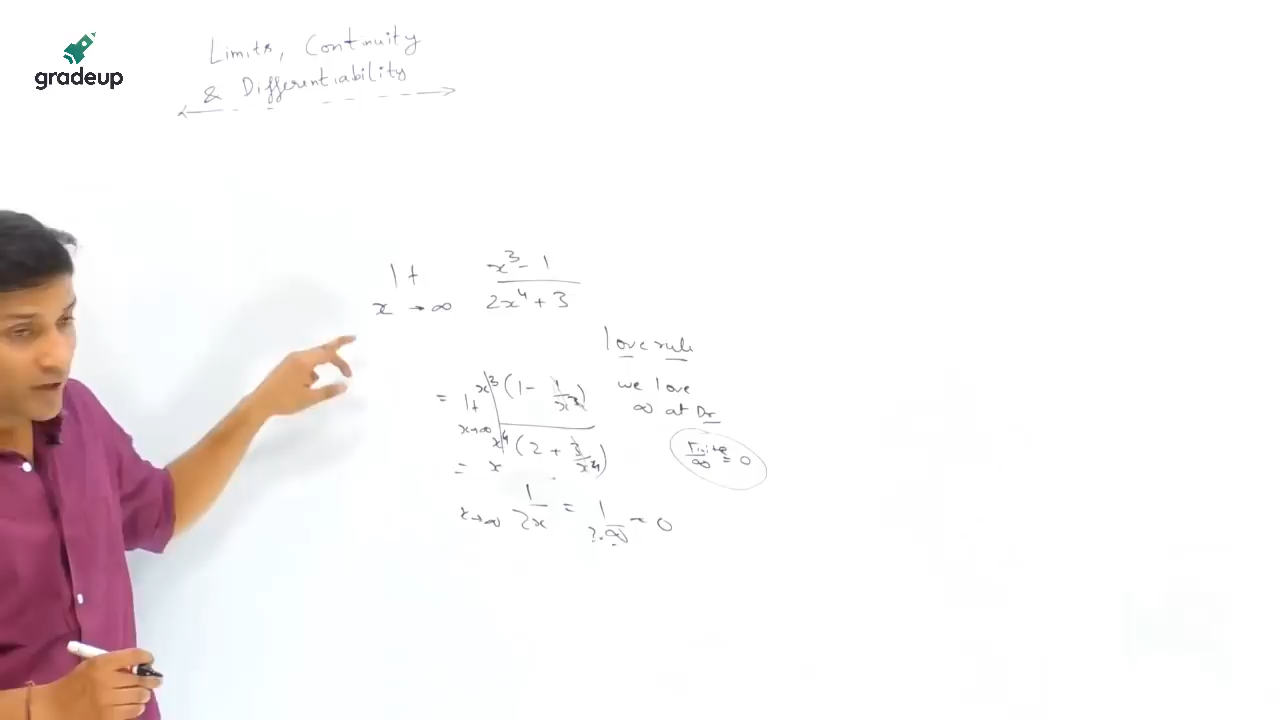 gradeup
Limits, Continuity
& Differentiability
lt x³ - 1
x → ∞ 2x⁴ + 3
love rule
we love
∞ at Dr
Finite
∞ = 0
= lt x³ (1 - 1/x³)
x→∞ x⁴ (2 + 3/x⁴)
= x
x→∞ 1/2x = 1/2.∞ = 0